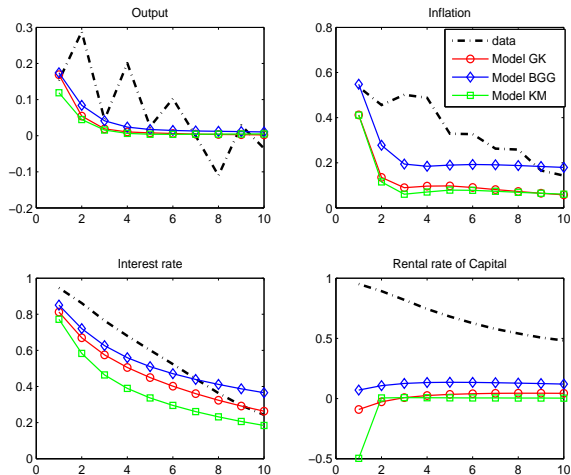 Output
0.3
0.2
0.1
0
−0.1
−0.2
0 2 4 6 8 10
Inflation
0.8
0.6
0.4
0.2
0
0 2 4 6 8 10
data
Model GK
Model BGG
Model KM
Interest rate
1
0.8
0.6
0.4
0.2
0
0 2 4 6 8 10
Rental rate of Capital
1
0.5
0
−0.5
0 2 4 6 8 10